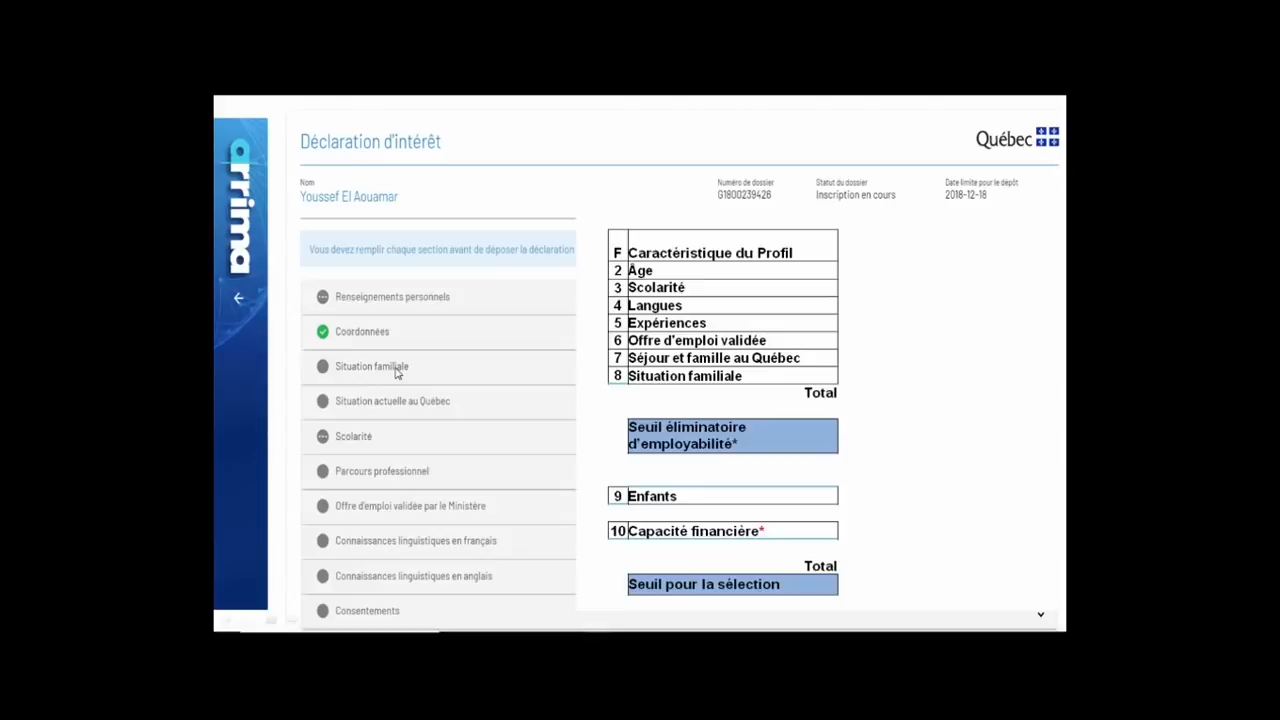 arrima
Déclaration d'intérêt
Québec
Nom
Youssef El Aouamar
Numéro de dossier
G1800239426
Statut du dossier
Inscription en cours
Date limite pour le dépôt
2018-12-18
Vous devez remplir chaque section avant de déposer la déclaration
Renseignements personnels
Coordonnées
Situation familiale
Situation actuelle au Québec
Scolarité
Parcours professionnel
Offre d'emploi validée par le Ministère
Connaissances linguistiques en français
Connaissances linguistiques en anglais
Consentements
F Caractéristique du Profil
2 Âge
3 Scolarité
4 Langues
5 Expériences
6 Offre d'emploi validée
7 Séjour et famille au Québec
8 Situation familiale
Total
Seuil éliminatoire
d'employabilité*
9 Enfants
10 Capacité financière*
Total
Seuil pour la sélection